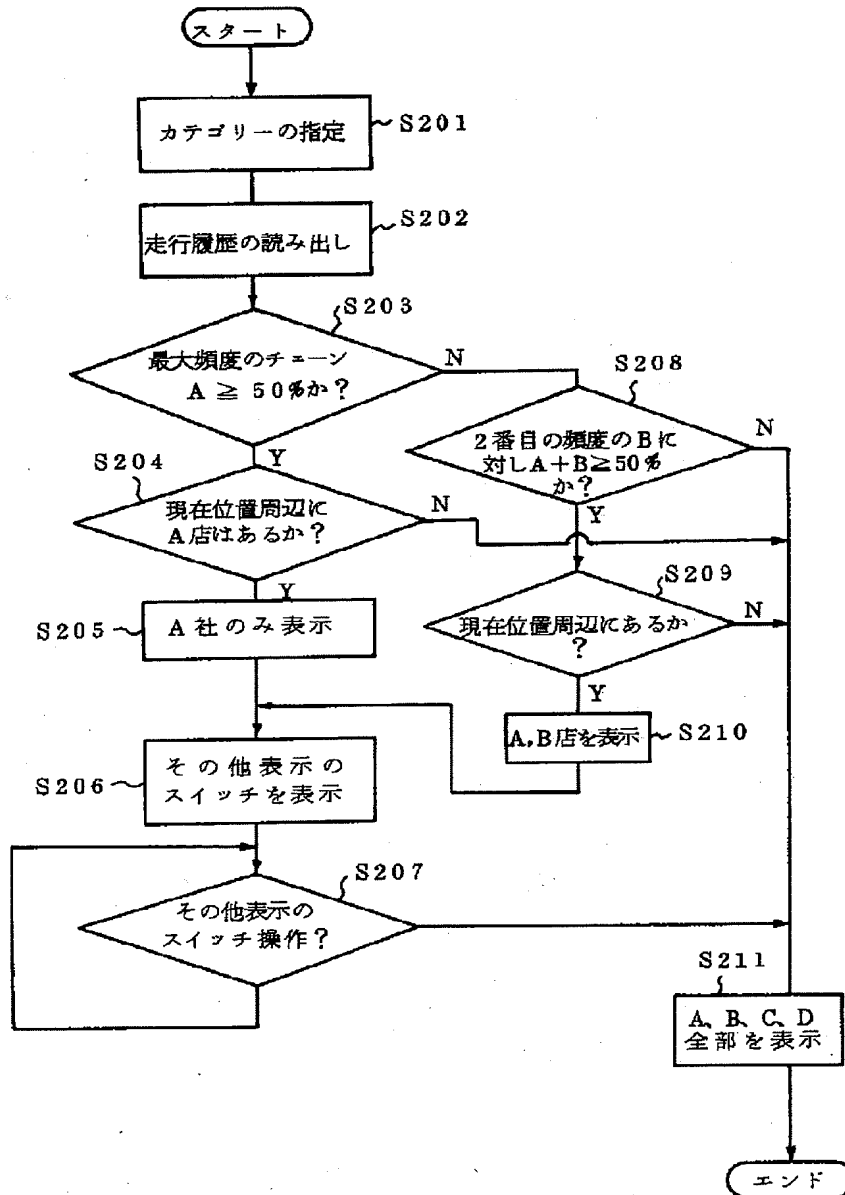 スタート
カテゴリーの指定
S201
走行履歴の読み出し
S202
最大頻度のチェーン
A ≧ 50%か?
S203
N
Y
2番目の頻度のBに
対しA+B≧50%
か?
S208
N
Y
現在位置周辺に
A店はあるか?
S204
N
Y
現在位置周辺にあるか
?
S209
N
Y
A社のみ表示
S205
A,B店を表示
S210
その他表示の
スイッチを表示
S206
その他表示の
スイッチ操作?
S207
S211
A、B、C、D
全部を表示
エンド